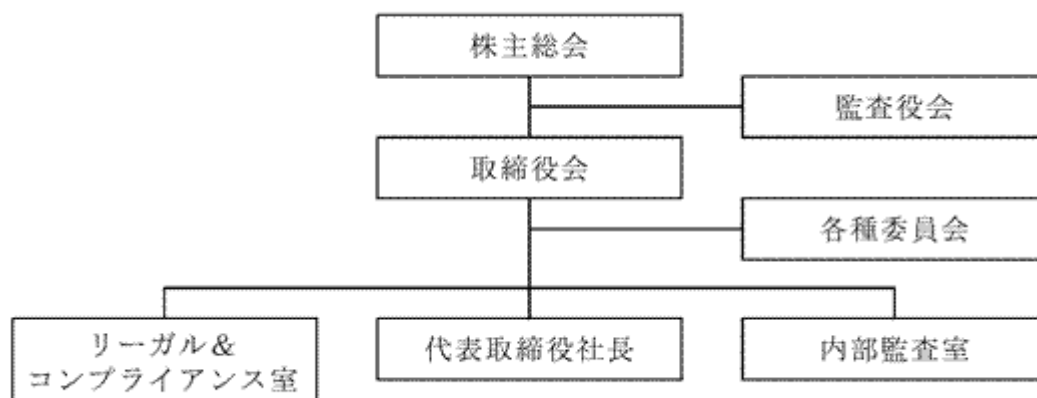 株主総会
監査役会
取締役会
各種委員会
リーガル&
コンプライアンス室
代表取締役社長
内部監査室